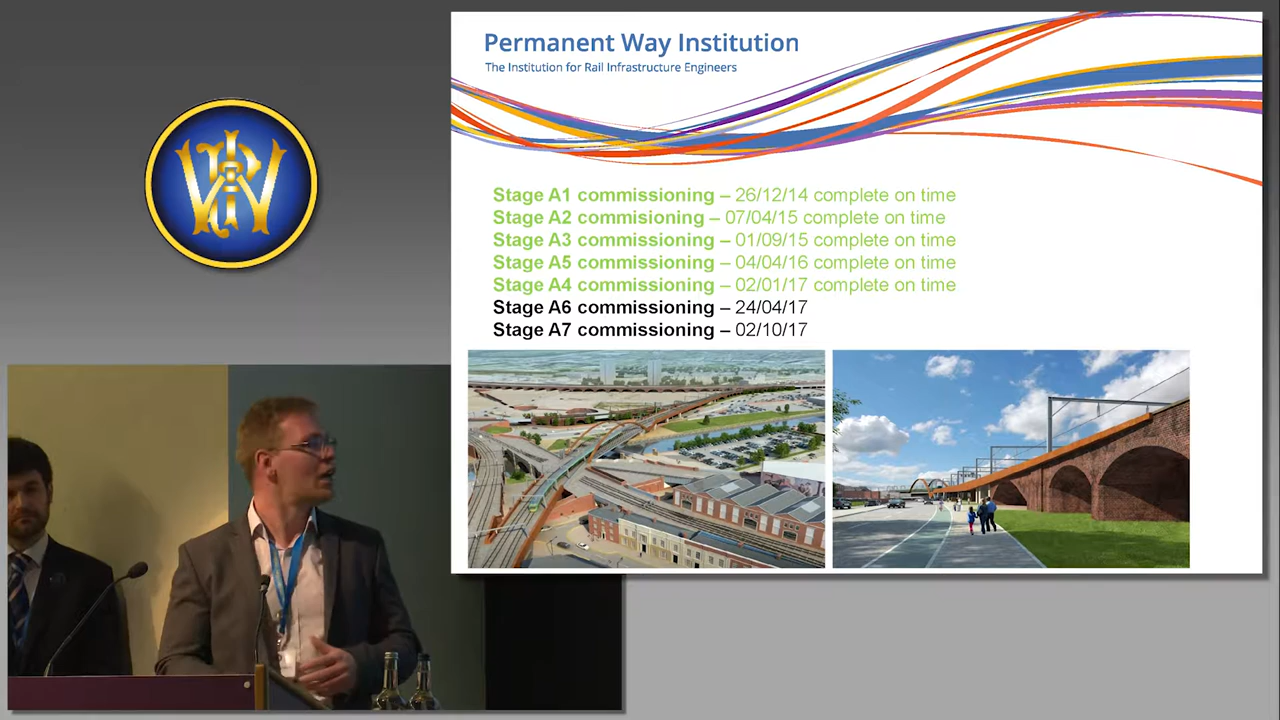 Permanent Way Institution
The Institution for Rail Infrastructure Engineers
Stage A1 commissioning – 26/12/14 complete on time
Stage A2 commisioning – 07/04/15 complete on time
Stage A3 commissioning – 01/09/15 complete on time
Stage A5 commissioning – 04/04/16 complete on time
Stage A4 commissioning – 02/01/17 complete on time
Stage A6 commissioning – 24/04/17
Stage A7 commissioning – 02/10/17